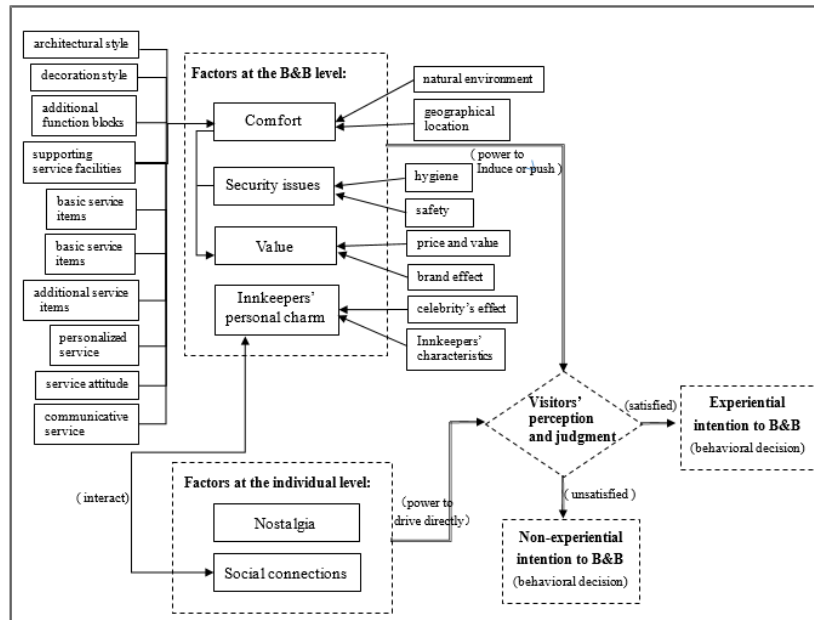 architectural style
decoration style
additional
function blocks
supporting
service facilities
basic service
items
basic service
items
additional service
items
personalized
service
service attitude
communicative
service
Factors at the B&B level:
Comfort
Security issues
Value
Innkeepers'
personal charm
natural environment
geographical
location
hygiene
safety
price and value
brand effect
celebrity's effect
Innkeepers'
characteristics
(power to
Induce or push)
(interact)
Factors at the individual level:
Nostalgia
Social connections
(power to
drive directly)
Visitors'
perception
and judgment
(satisfied)
Experiential
intention to B&B
(behavioral decision)
(unsatisfied)
Non-experiential
intention to B&B
(behavioral decision)